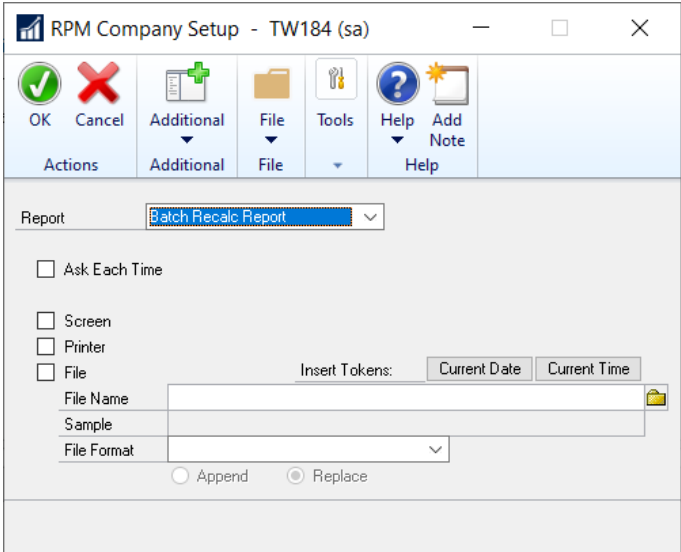 RPM Company Setup - TW184 (sa)
OK Cancel Additional File Tools Help Add Note
Actions Additional File Help
Report Batch Recalc Report
Ask Each Time
Screen
Printer
File Insert Tokens: Current Date Current Time
File Name
Sample
File Format
Append Replace